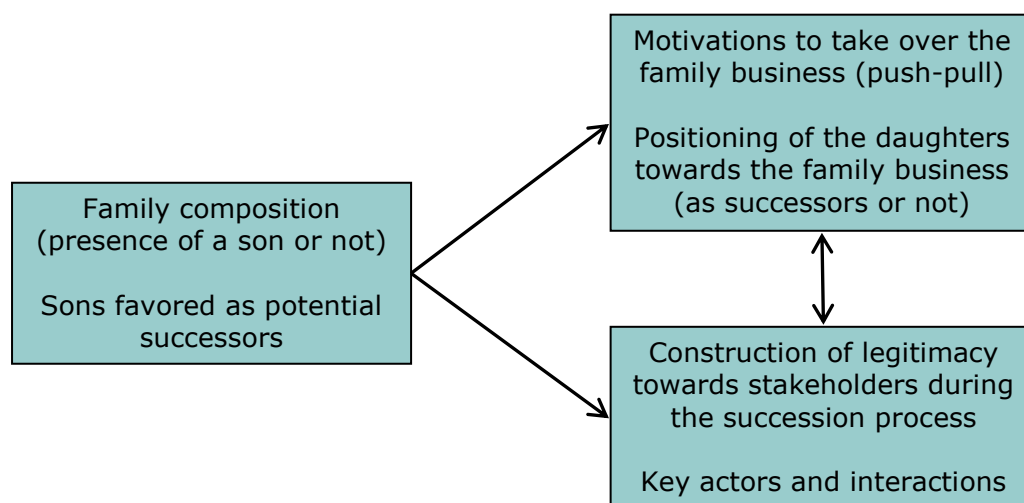 Motivations to take over the
family business (push-pull)
Positioning of the daughters
towards the family business
(as successors or not)
Family composition
(presence of a son or not)
Sons favored as potential
successors
Construction of legitimacy
towards stakeholders during
the succession process
Key actors and interactions